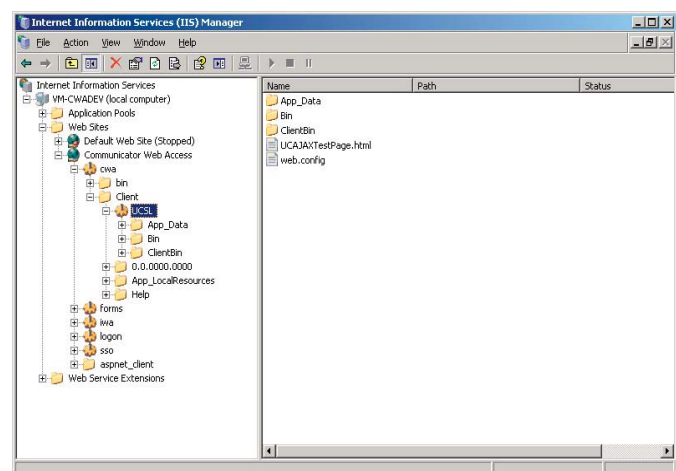 Internet Information Services (IIS) Manager
File Action View Window Help
Internet Information Services
VM-CWADEV (local computer)
Application Pools
Web Sites
Default Web Site (Stopped)
Communicator Web Access
cwa
bin
Client
UCSL
App_Data
Bin
ClientBin
0.0.0000.0000
App_LocalResources
Help
forms
iwa
logon
sso
aspnet_client
Web Service Extensions
Name Path Status
App_Data
Bin
ClientBin
UCAJAXTestPage.html
web.config